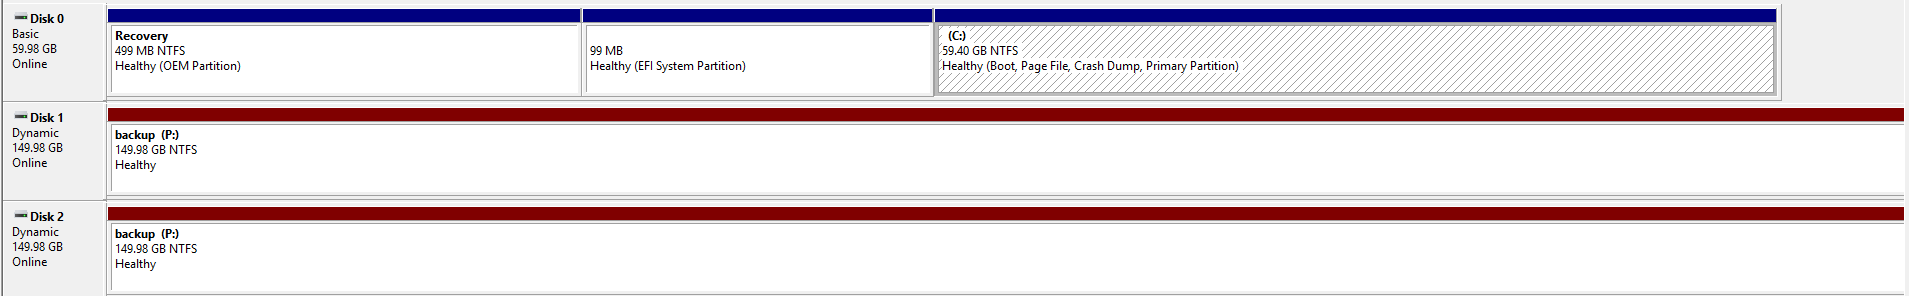 Disk 0
Basic
59.98 GB
Online
Recovery
499 MB NTFS
Healthy (OEM Partition)
99 MB
Healthy (EFI System Partition)
(C:)
59.40 GB NTFS
Healthy (Boot, Page File, Crash Dump, Primary Partition)
Disk 1
Dynamic
149.98 GB
Online
backup (P:)
149.98 GB NTFS
Healthy
Disk 2
Dynamic
149.98 GB
Online
backup (P:)
149.98 GB NTFS
Healthy